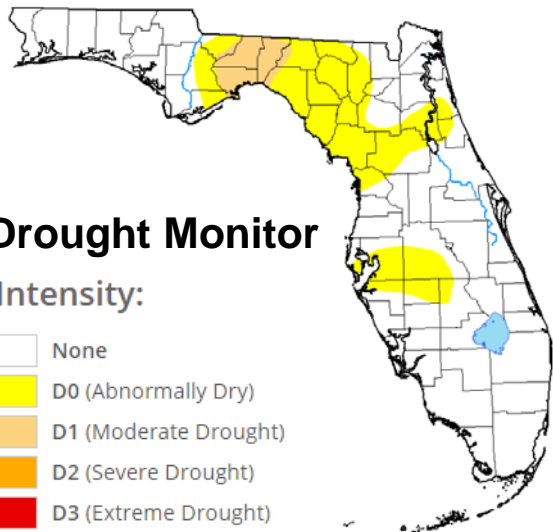 Drought Monitor
Intensity:
None
D0 (Abnormally Dry)
D1 (Moderate Drought)
D2 (Severe Drought)
D3 (Extreme Drought)